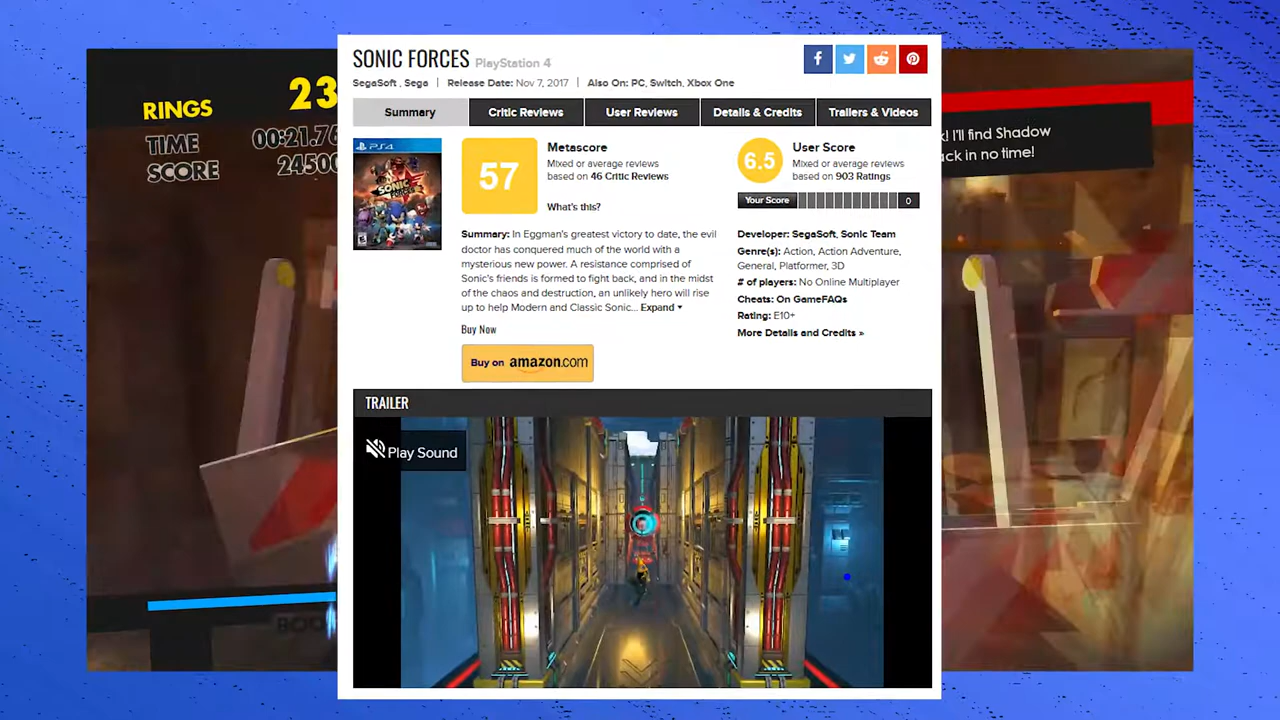 SONIC FORCES PlayStation 4
SegaSoft , Sega | Release Date: Nov 7, 2017 | Also On: PC, Switch, Xbox One
Summary Critic Reviews User Reviews Details & Credits Trailers & Videos
PS4
SONIC
57
Metascore
Mixed or average reviews
based on 46 Critic Reviews
What's this?
6.5
User Score
Mixed or average reviews
based on 903 Ratings
Your Score 0
Summary: In Eggman's greatest victory to date, the evil
doctor has conquered much of the world with a
mysterious new power. A resistance comprised of
Sonic's friends is formed to fight back, and in the midst
of the chaos and destruction, an unlikely hero will rise
up to help Modern and Classic Sonic... Expand
Buy Now
Buy on amazon.com
Developer: SegaSoft, Sonic Team
Genre(s): Action, Action Adventure,
General, Platformer, 3D
# of players: No Online Multiplayer
Cheats: On GameFAQs
Rating: E10+
More Details and Credits »
TRAILER
Play Sound
RINGS 23
TIME 00:21.76
SCORE 24500
BOO
k! I'll find Shadow
ck in no time!